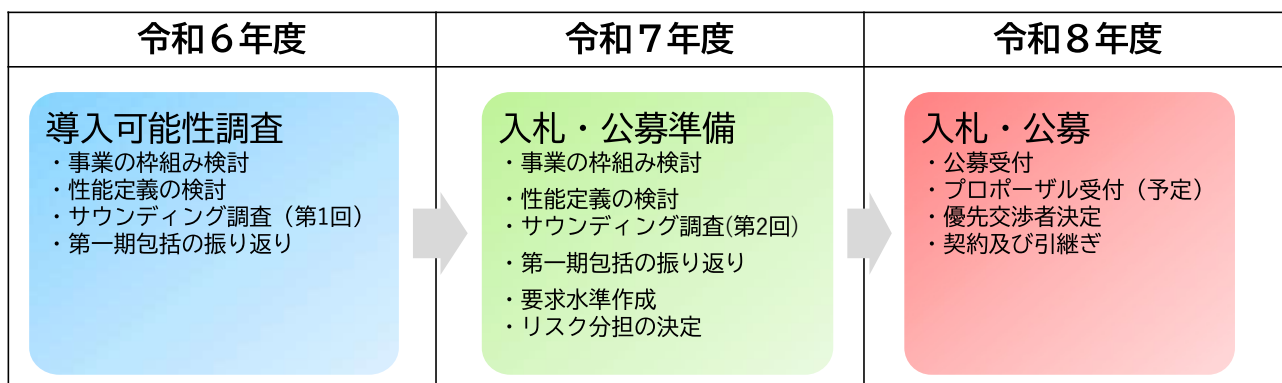 令和６年度
令和７年度
令和８年度
導入可能性調査
・事業の枠組み検討
・性能定義の検討
・サウンディング調査（第1回）
・第一期包括の振り返り
入札・公募準備
・事業の枠組み検討
・性能定義の検討
・サウンディング調査(第2回)
・第一期包括の振り返り
・要求水準作成
・リスク分担の決定
入札・公募
・公募受付
・プロポーザル受付（予定）
・優先交渉者決定
・契約及び引継ぎ